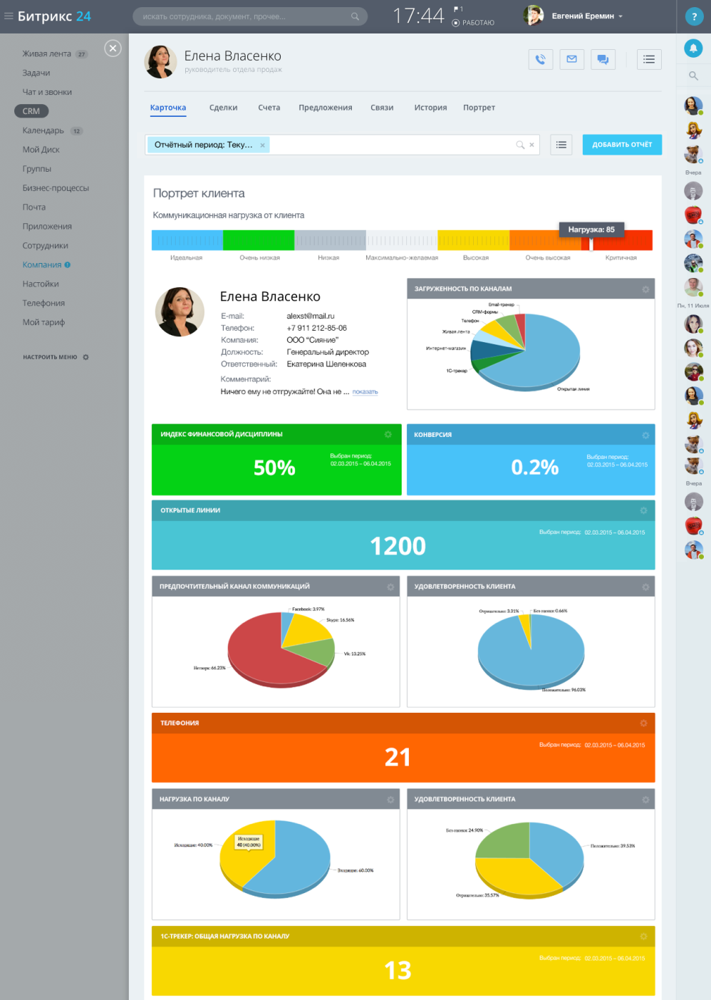 Битрикс 24
искать сотрудника, документ, прочее...
17:44
1
РАБОТАЮ
Евгений Еремин
?
Живая лента 27
Задачи
Чат и звонки
CRM
Календарь 12
Мой Диск
Группы
Бизнес-процессы
Почта
Приложения
Сотрудники
Компания
Настойки
Телефония
Мой тариф
НАСТРОИТЬ МЕНЮ
Елена Власенко
руководитель отдела продаж
Карточка
Сделки
Счета
Предложения
Связи
История
Портрет
Отчётный период: Теку... ×
ДОБАВИТЬ ОТЧЁТ
Портрет клиента
Коммуникационная нагрузка от клиента
Нагрузка: 85
Идеальная
Очень низкая
Низкая
Максимально-желаемая
Высокая
Очень высокая
Критичная
Елена Власенко
E-mail: alexst@mail.ru
Телефон: +7 911 212-85-06
Компания: ООО "Сияние"
Должность: Генеральный директор
Ответственный: Екатерина Шеленкова
Комментарий:
Ничего ему не отгружайте! Она не ... показать
ЗАГРУЖЕННОСТЬ ПО КАНАЛАМ
Email-трекер
CRM-формы
Телефон
Живая лента
Интернет-магазин
1С-трекер
Открытые линии
ИНДЕКС ФИНАНСОВОЙ ДИСЦИПЛИНЫ
50%
Выбран период:
02.03.2015 – 06.04.2015
КОНВЕРСИЯ
0.2%
Выбран период:
02.03.2015 – 06.04.2015
ОТКРЫТЫЕ ЛИНИИ
1200
Выбран период: 02.03.2015 – 06.04.2015
ПРЕДПОЧТИТЕЛЬНЫЙ КАНАЛ КОММУНИКАЦИЙ
Facebook: 3.97%
Skype: 16.56%
Vk: 13.25%
Нетворк: 66.23%
УДОВЛЕТВОРЕННОСТЬ КЛИЕНТА
Отрицательно: 3.31%
Без оценки: 0.66%
Положительно: 96.03%
ТЕЛЕФОНИЯ
21
Выбран период: 02.03.2015 – 06.04.2015
НАГРУЗКА ПО КАНАЛУ
Исходящие: 40.00%
Исходящие
40 (40.00%)
Входящие: 60.00%
УДОВЛЕТВОРЕННОСТЬ КЛИЕНТА
Без оценки: 24.90%
Положительно: 39.53%
Отрицательно: 35.57%
1С-ТРЕКЕР: ОБЩАЯ НАГРУЗКА ПО КАНАЛУ
13
Выбран период: 02.03.2015 – 06.04.2015
Вчера
Пн, 11 Июля
Вчера